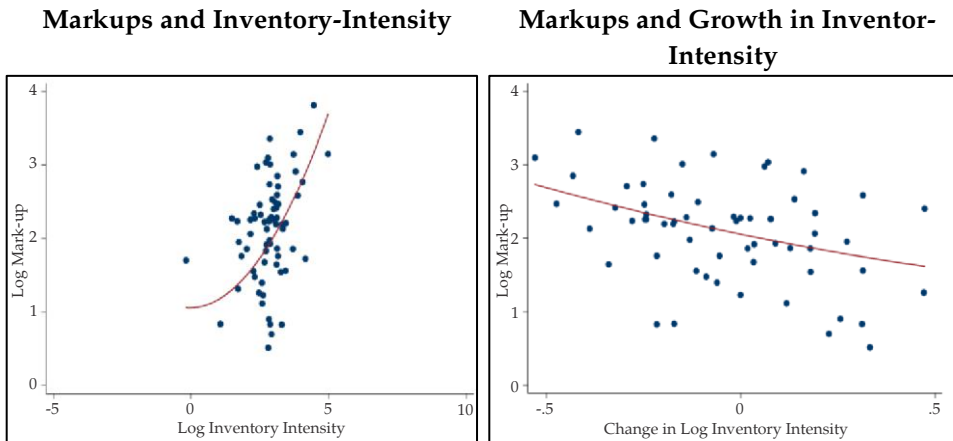 Markups and Inventory-Intensity
4
3
2
1
0
Log Mark-up
-5
0
5
10
Log Inventory Intensity
Markups and Growth in Inventor-
Intensity
4
3
2
1
0
Log Mark-up
-.5
0
.5
Change in Log Inventory Intensity